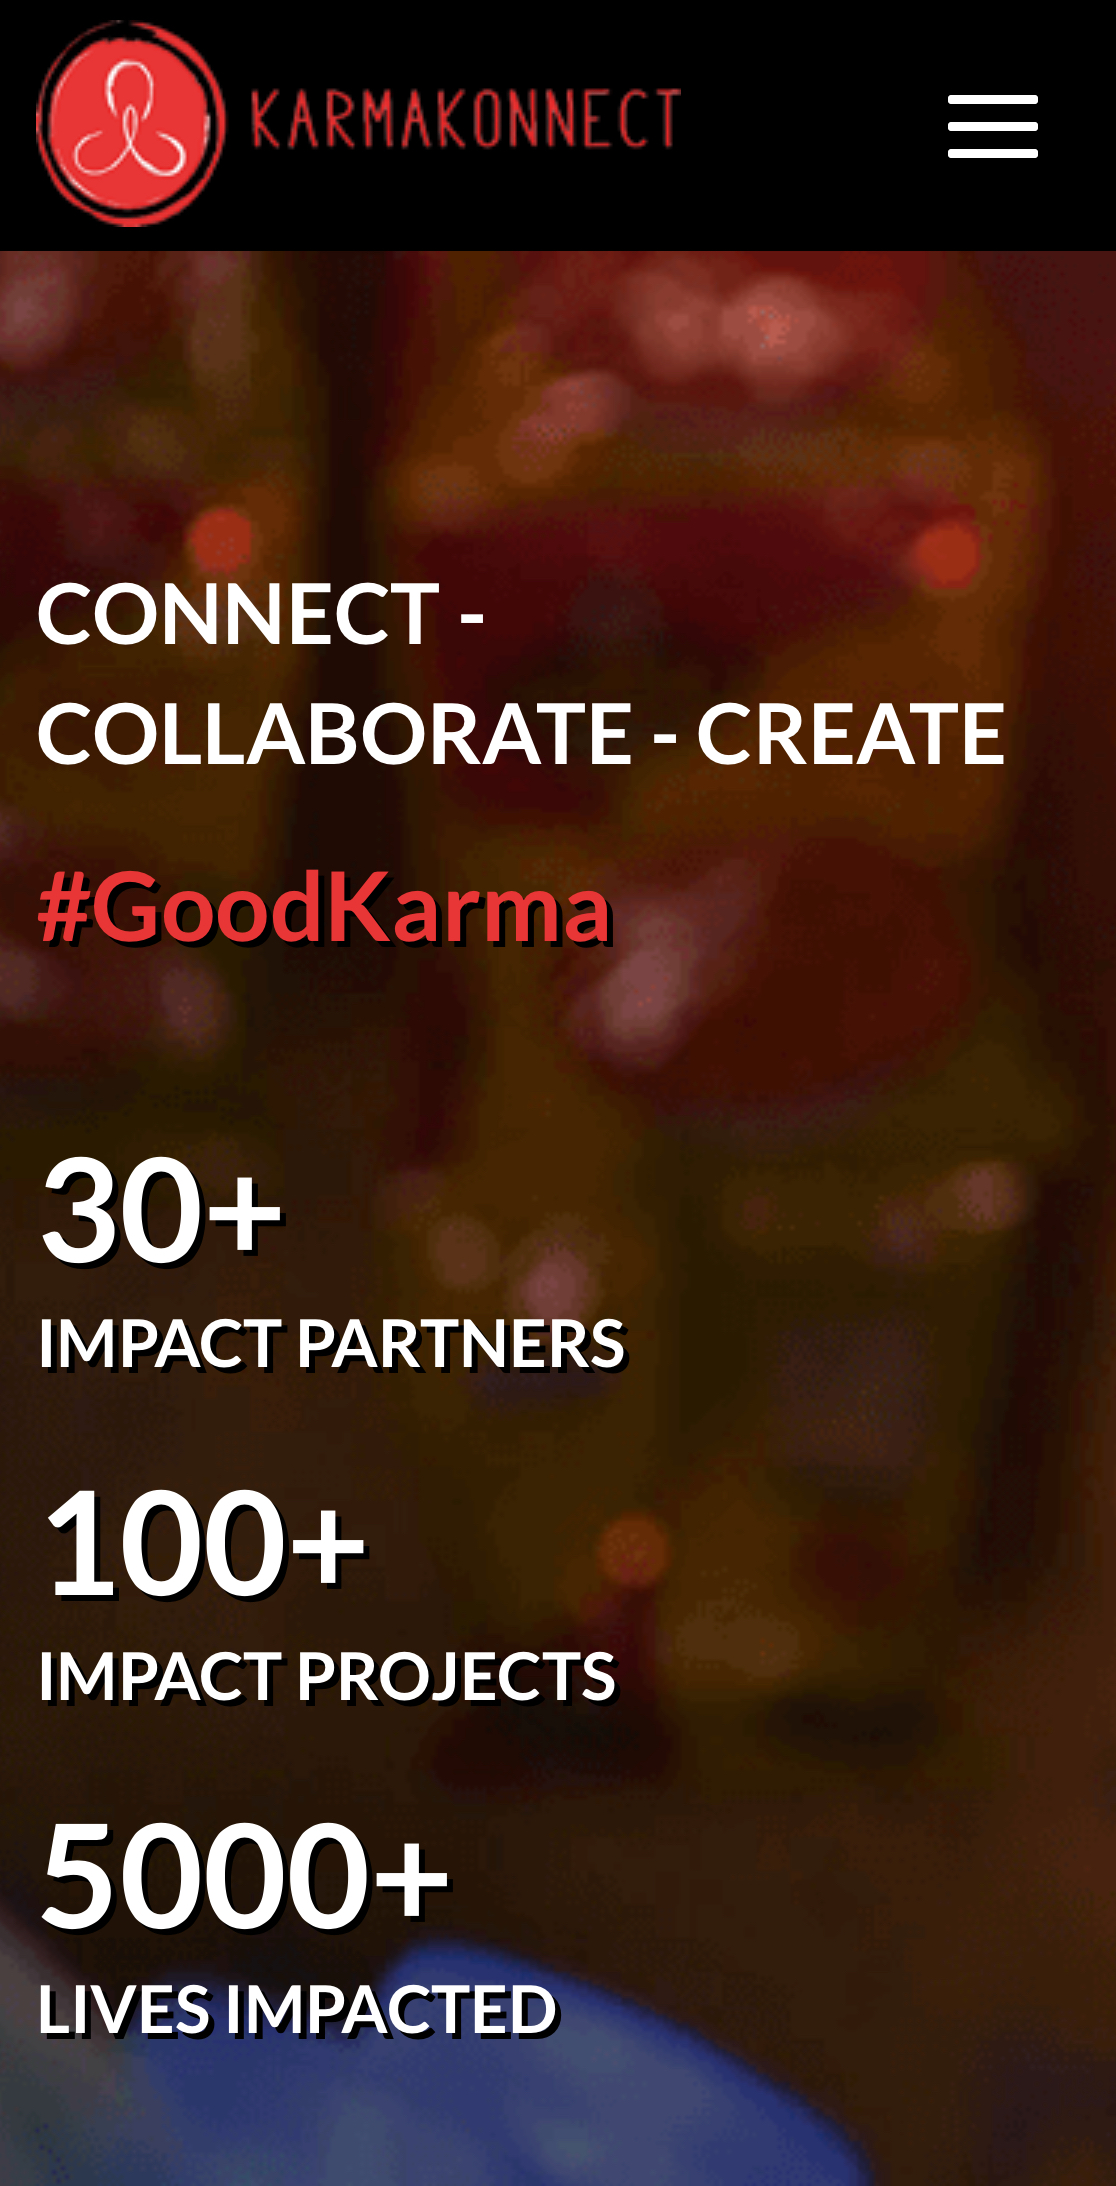 KARMAKONNECT
CONNECT -
COLLABORATE - CREATE
#GoodKarma
30+
IMPACT PARTNERS
100+
IMPACT PROJECTS
5000+
LIVES IMPACTED